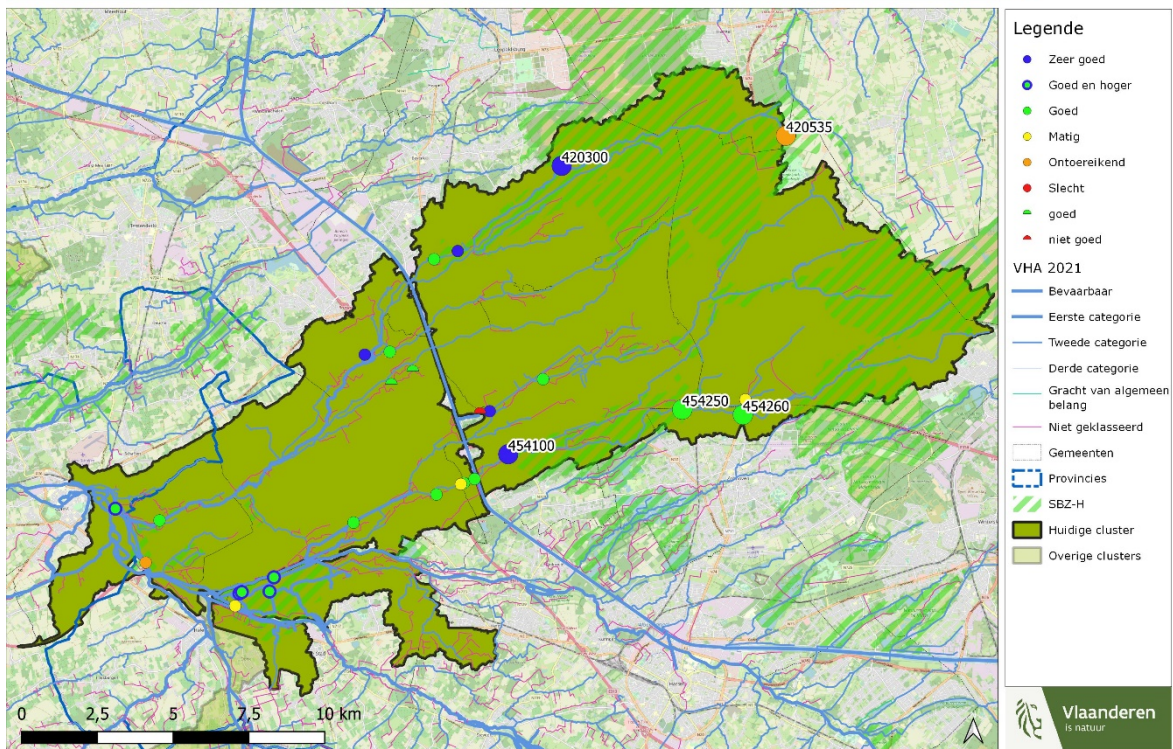 420535
420300
454250
454260
454100
0 2,5 5 7,5 10 km
Legende
Zeer goed
Goed en hoger
Goed
Matig
Ontoereikend
Slecht
goed
niet goed
VHA 2021
Bevaarbaar
Eerste categorie
Tweede categorie
Derde categorie
Gracht van algemeen
belang
Niet geklasseerd
Gemeenten
Provincies
SBZ-H
Huidige cluster
Overige clusters
Vlaanderen
is natuur